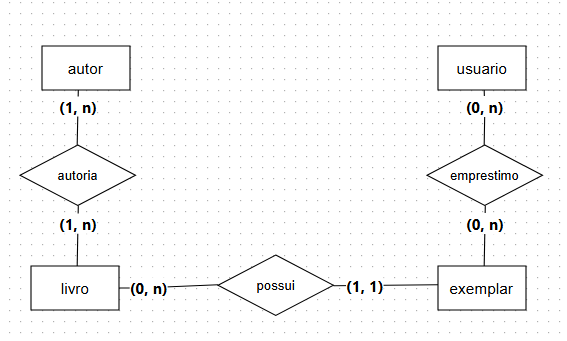 autor
usuario
(1, n)
(0, n)
autoria
emprestimo
(1, n)
(0, n)
livro
(0, n)
possui
(1, 1)
exemplar